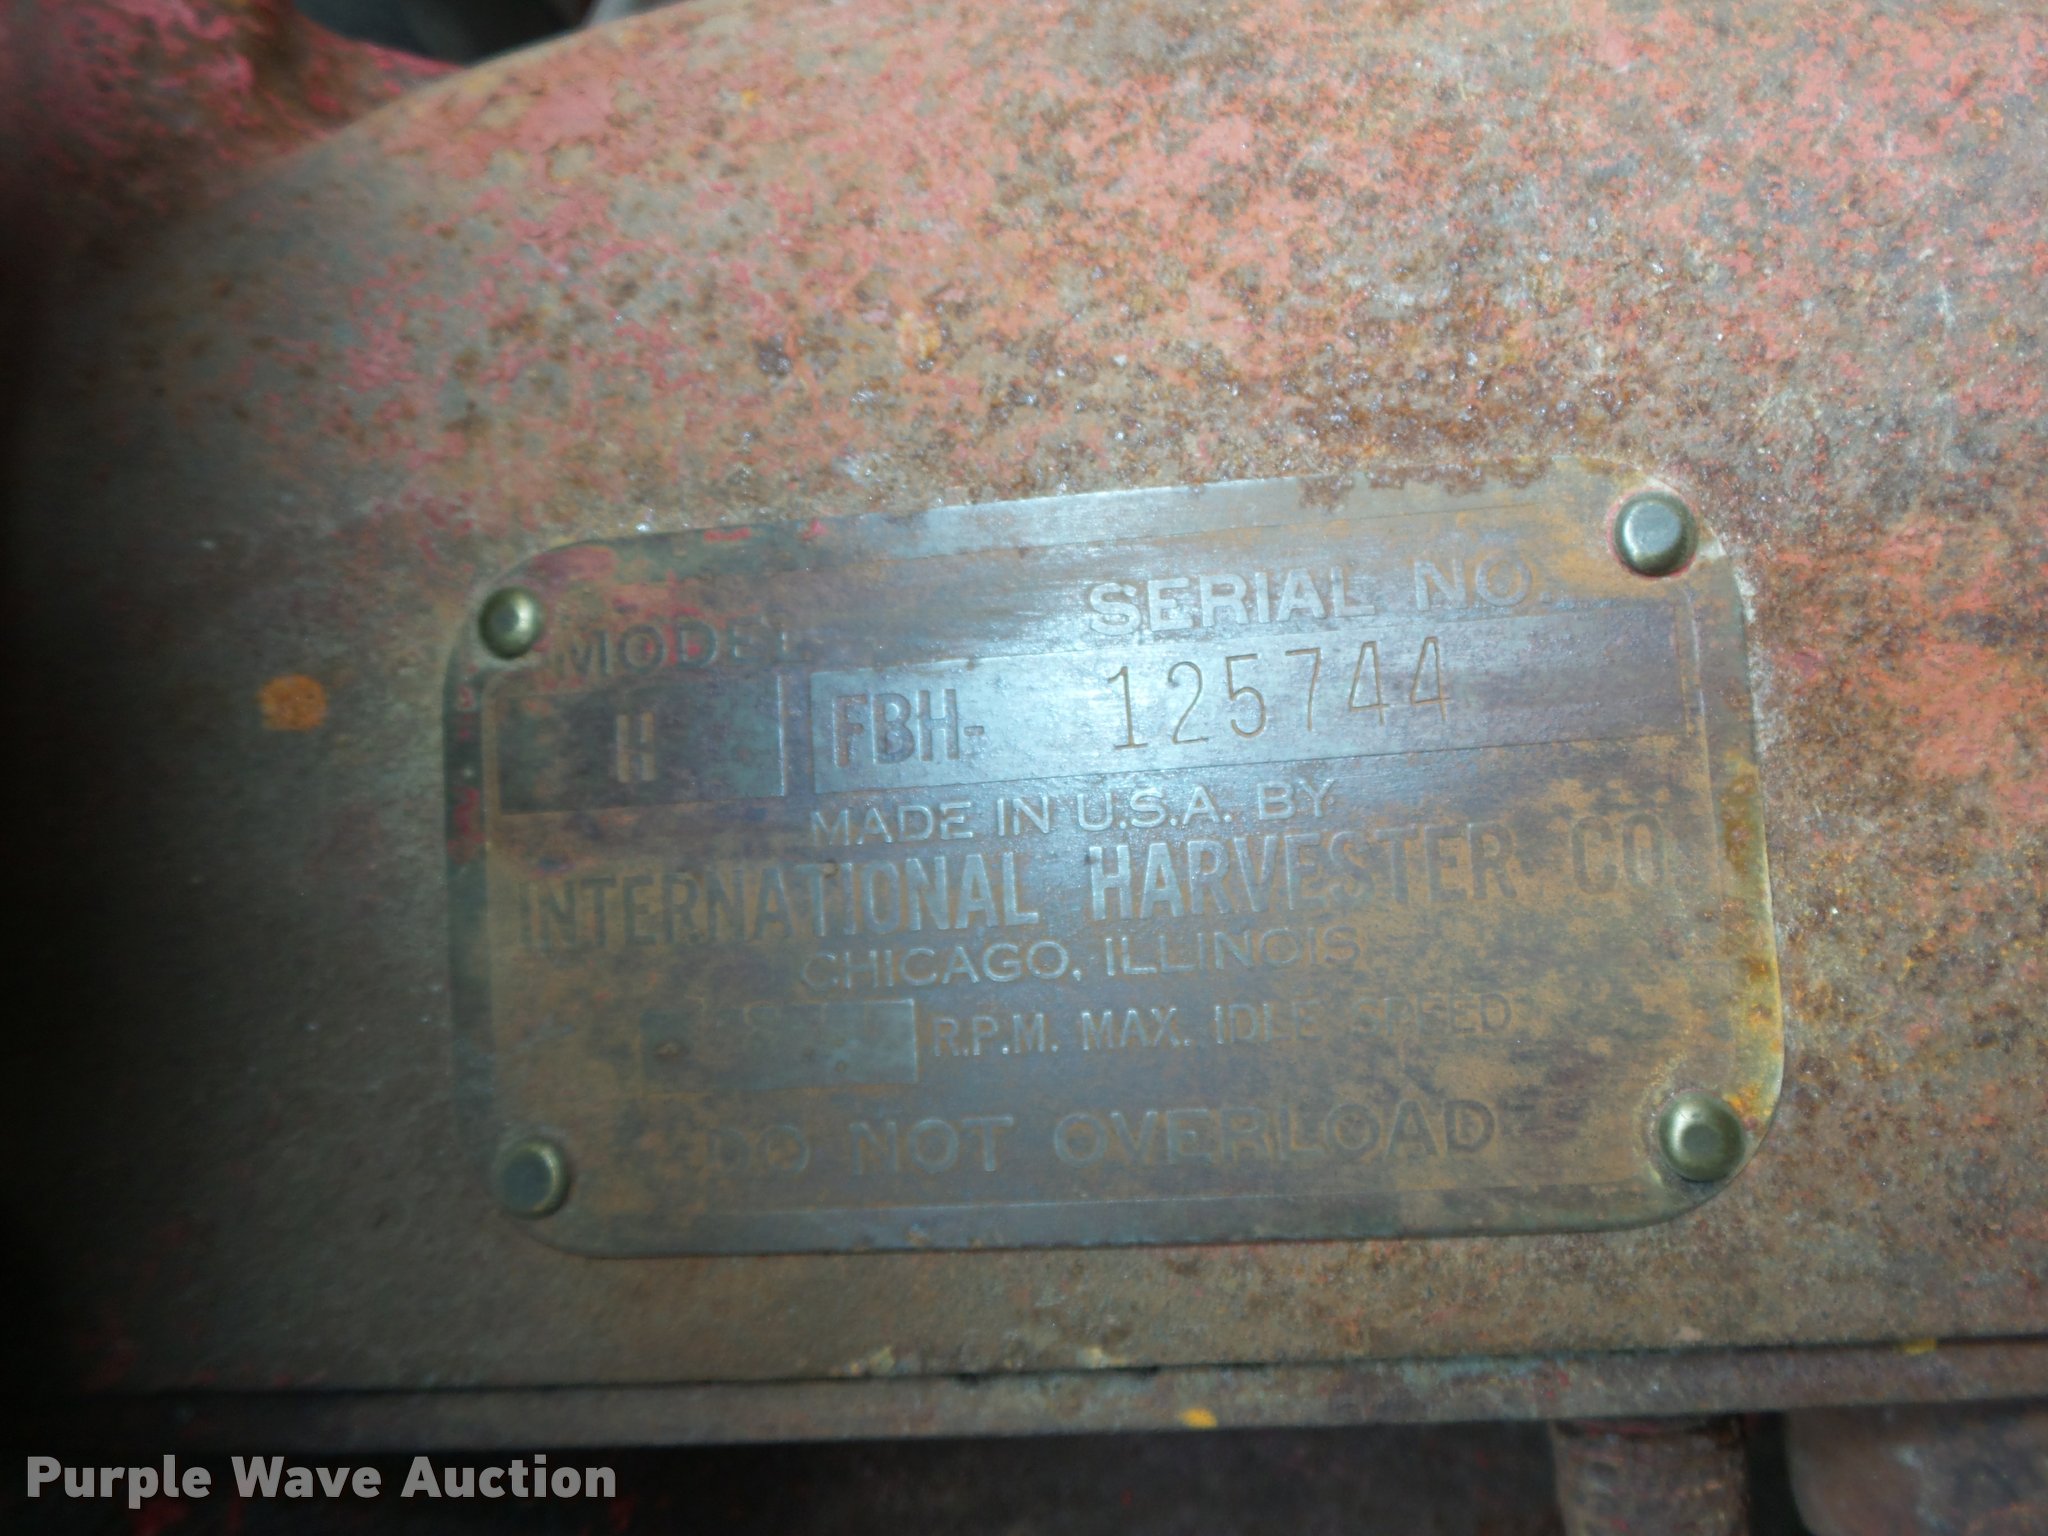 MODEL SERIAL NO.
H FBH- 125744
MADE IN U.S.A. BY
INTERNATIONAL HARVESTER CO.
CHICAGO, ILLINOIS
R.P.M. MAX. IDLE SPEED
DO NOT OVERLOAD
Purple Wave Auction